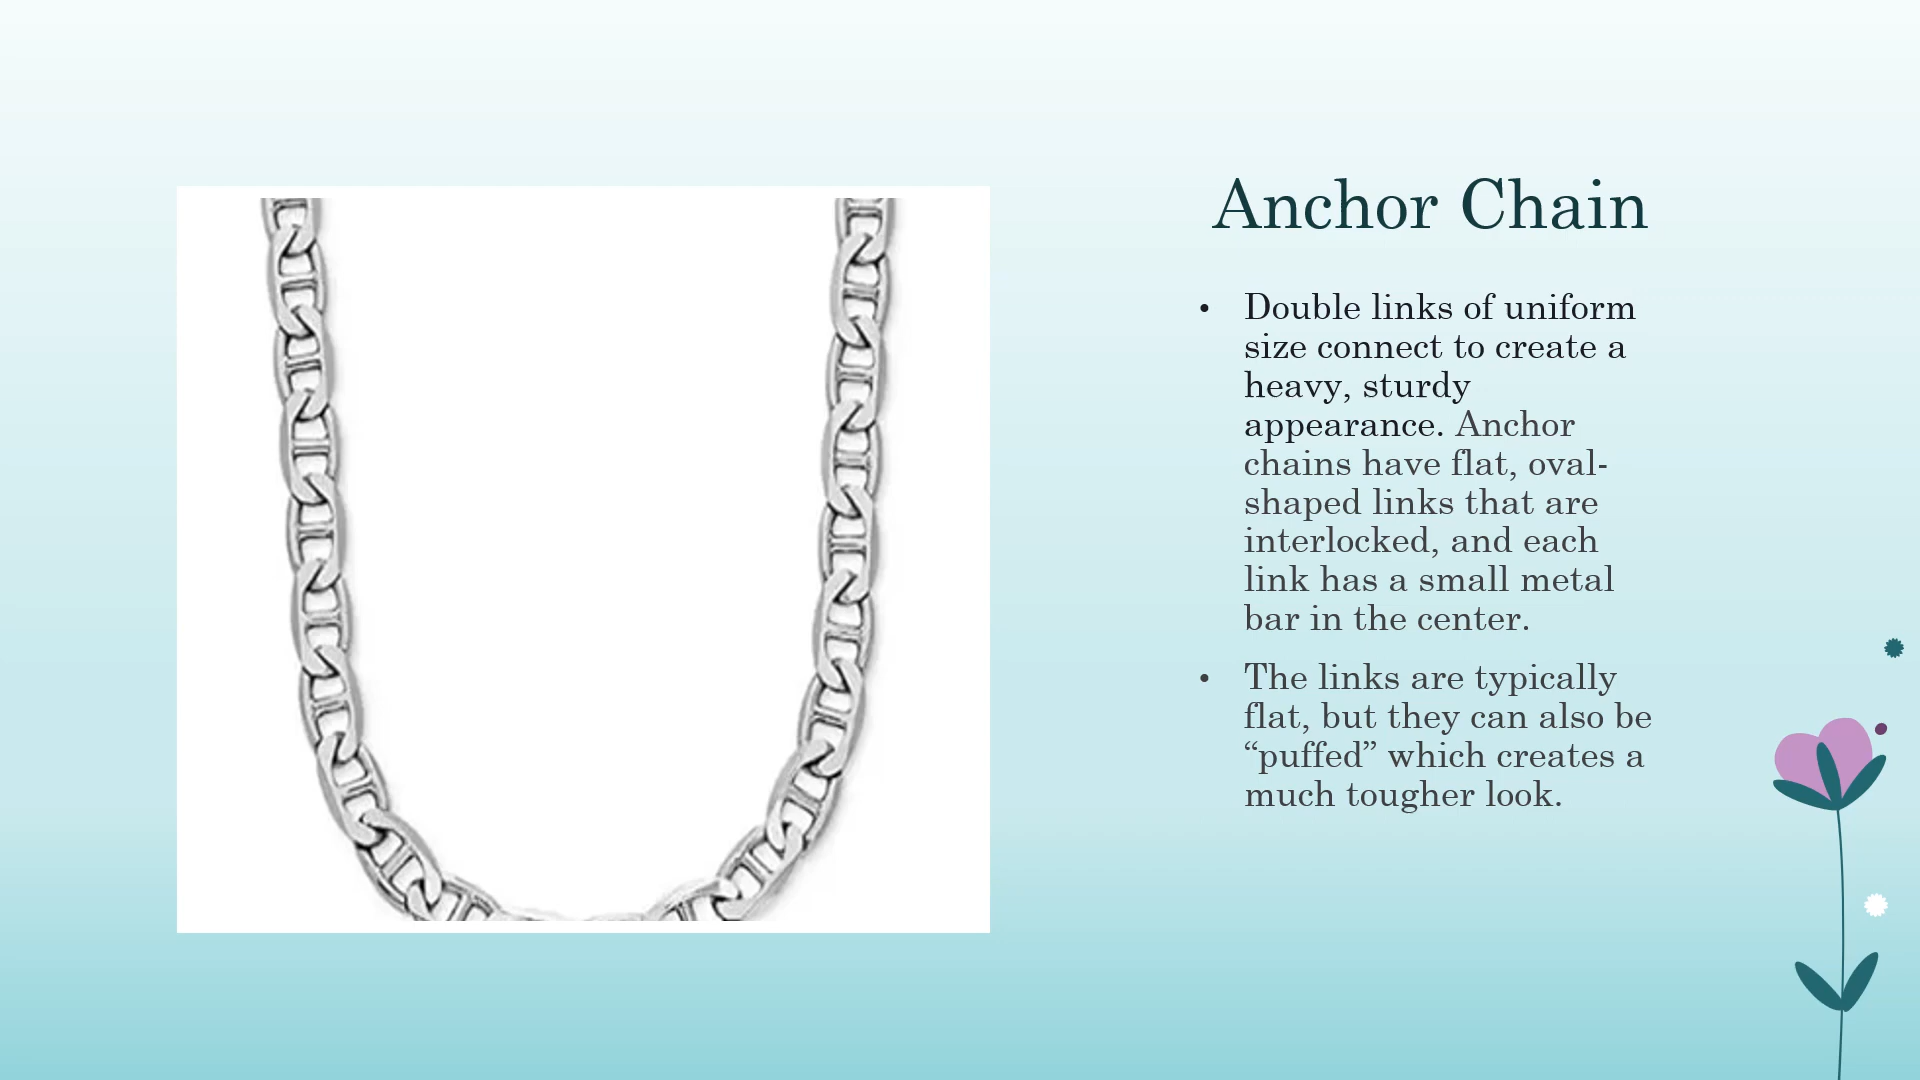 Anchor Chain
• Double links of uniform
size connect to create a
heavy, sturdy
appearance. Anchor
chains have flat, oval-
shaped links that are
interlocked, and each
link has a small metal
bar in the center.
• The links are typically
flat, but they can also be
“puffed” which creates a
much tougher look.